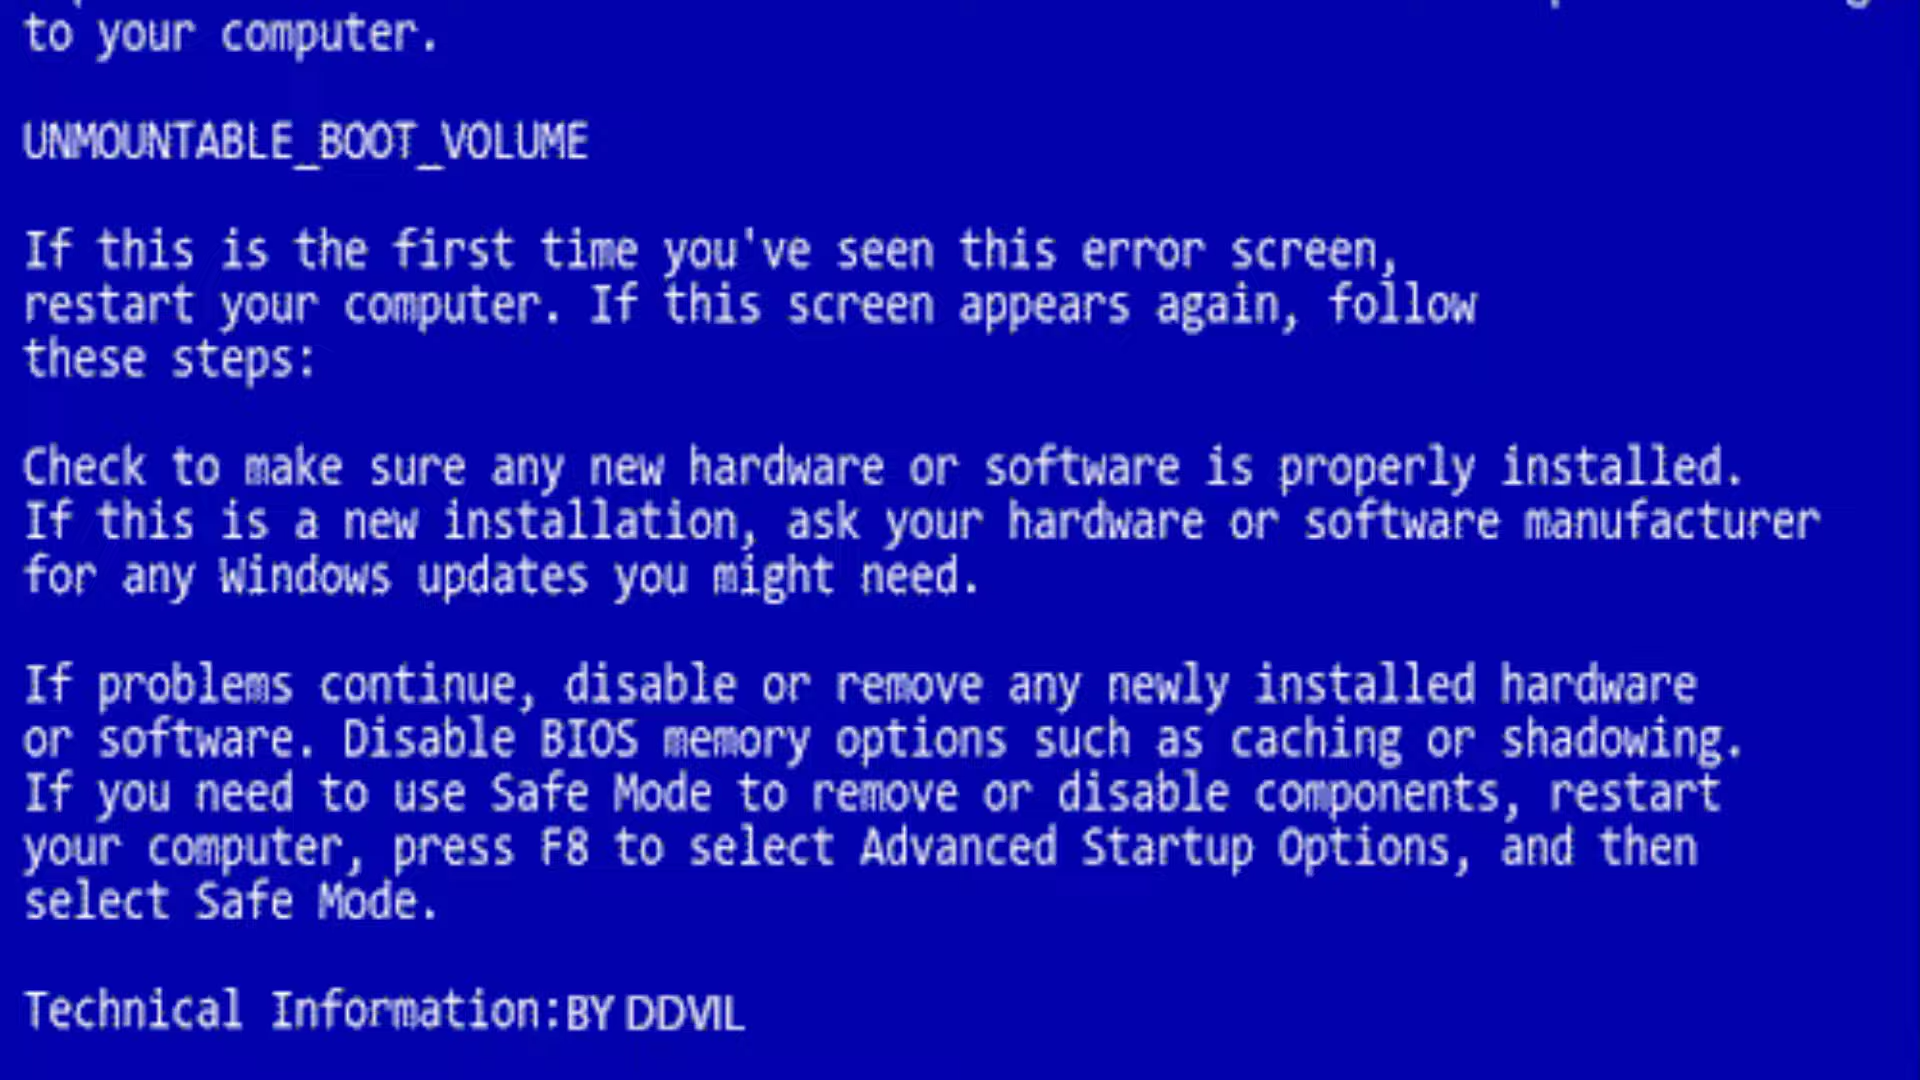 to your computer.
UNMOUNTABLE_BOOT_VOLUME
If this is the first time you've seen this error screen,
restart your computer. If this screen appears again, follow
these steps:
Check to make sure any new hardware or software is properly installed.
If this is a new installation, ask your hardware or software manufacturer
for any Windows updates you might need.
If problems continue, disable or remove any newly installed hardware
or software. Disable BIOS memory options such as caching or shadowing.
If you need to use Safe Mode to remove or disable components, restart
your computer, press F8 to select Advanced Startup Options, and then
select Safe Mode.
Technical Information:BY DDVIL